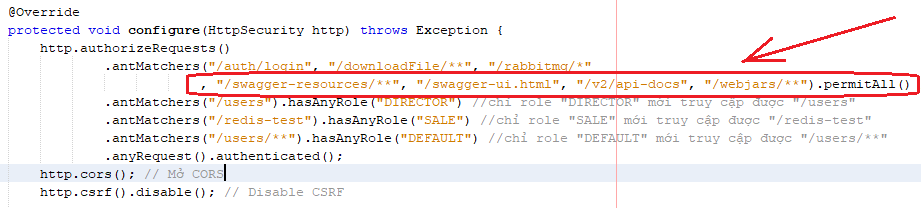 @Override
protected void configure(HttpSecurity http) throws Exception {
http.authorizeRequests()
.antMatchers("/auth/login", "/downloadFile/**", "/rabbitmq/*"
, "/swagger-resources/**", "/swagger-ui.html", "/v2/api-docs", "/webjars/**").permitAll()
.antMatchers("/users").hasAnyRole("DIRECTOR") //chỉ role "DIRECTOR" mới truy cập được "/users"
.antMatchers("/redis-test").hasAnyRole("SALE") //chỉ role "SALE" mới truy cập được "/redis-test"
.antMatchers("/users/**").hasAnyRole("DEFAULT") //chỉ role "DEFAULT" mới truy cập được "/users/**"
.anyRequest().authenticated();
http.cors(); // Mở CORS
http.csrf().disable(); // Disable CSRF